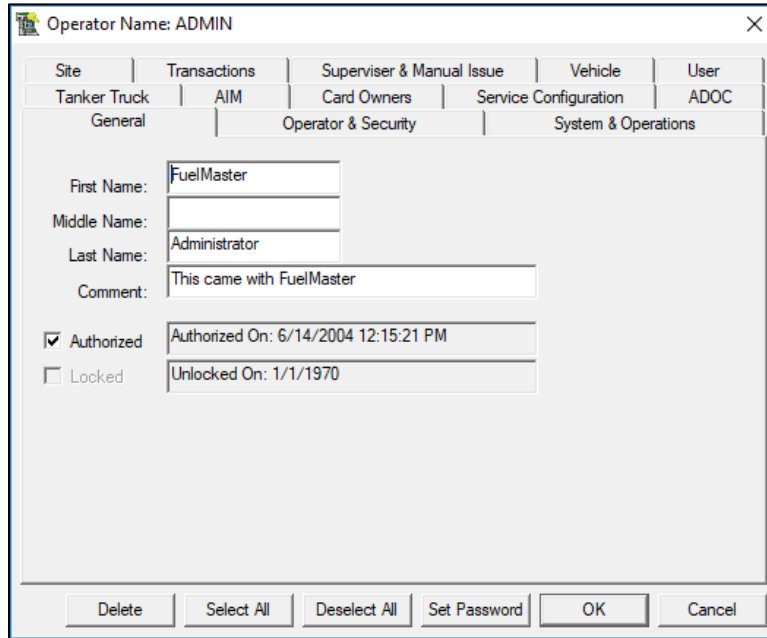 Operator Name: ADMIN
Site Transactions Superviser & Manual Issue Vehicle User
Tanker Truck AIM Card Owners Service Configuration ADOC
General Operator & Security System & Operations
First Name: FuelMaster
Middle Name:
Last Name: Administrator
Comment: This came with FuelMaster
Authorized Authorized On: 6/14/2004 12:15:21 PM
Locked Unlocked On: 1/1/1970
Delete Select All Deselect All Set Password OK Cancel